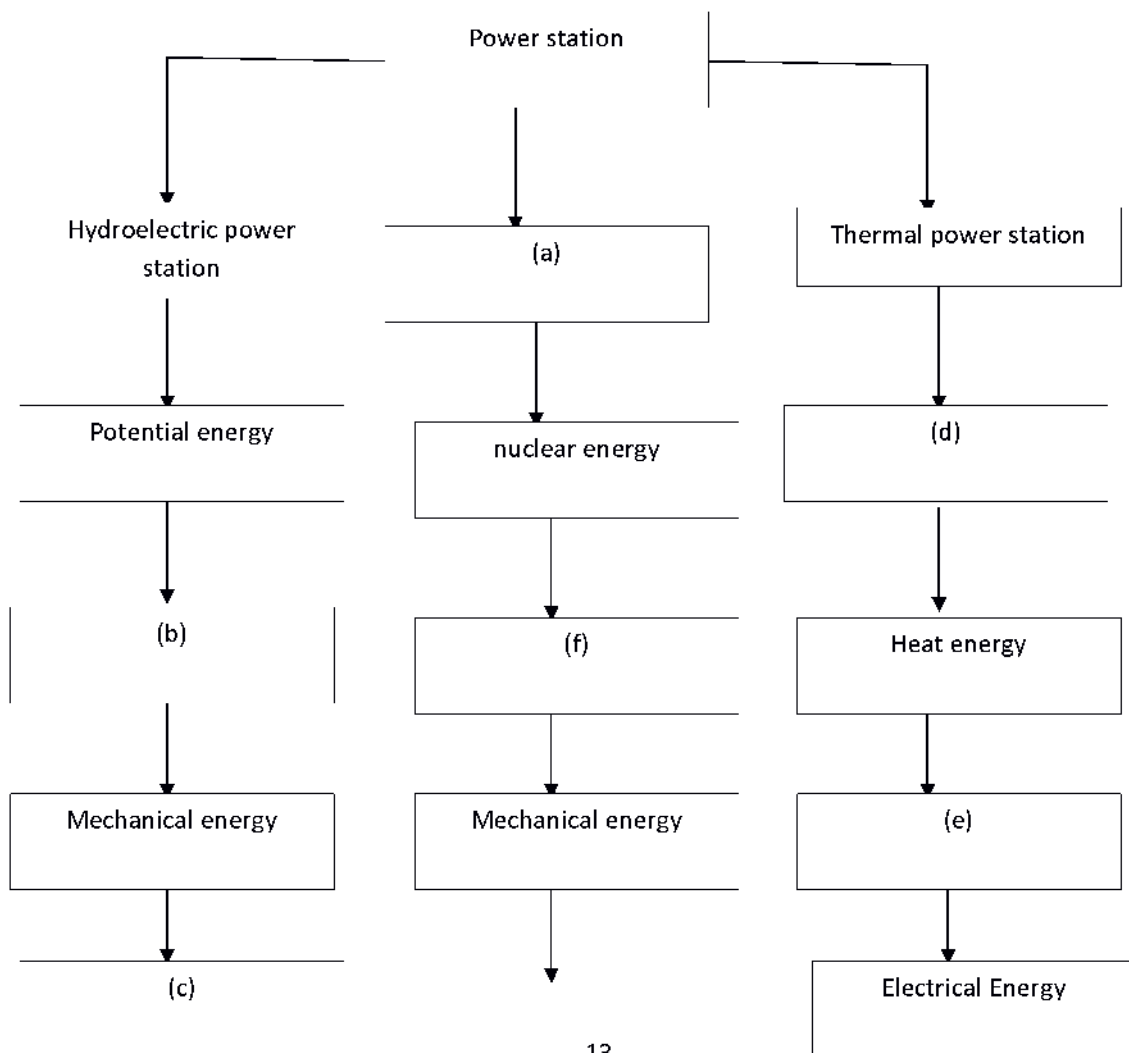 Power station
Hydroelectric power
station
(a)
Thermal power station
Potential energy
nuclear energy
(d)
(b)
(f)
Heat energy
Mechanical energy
Mechanical energy
(e)
(c)
Electrical Energy
13